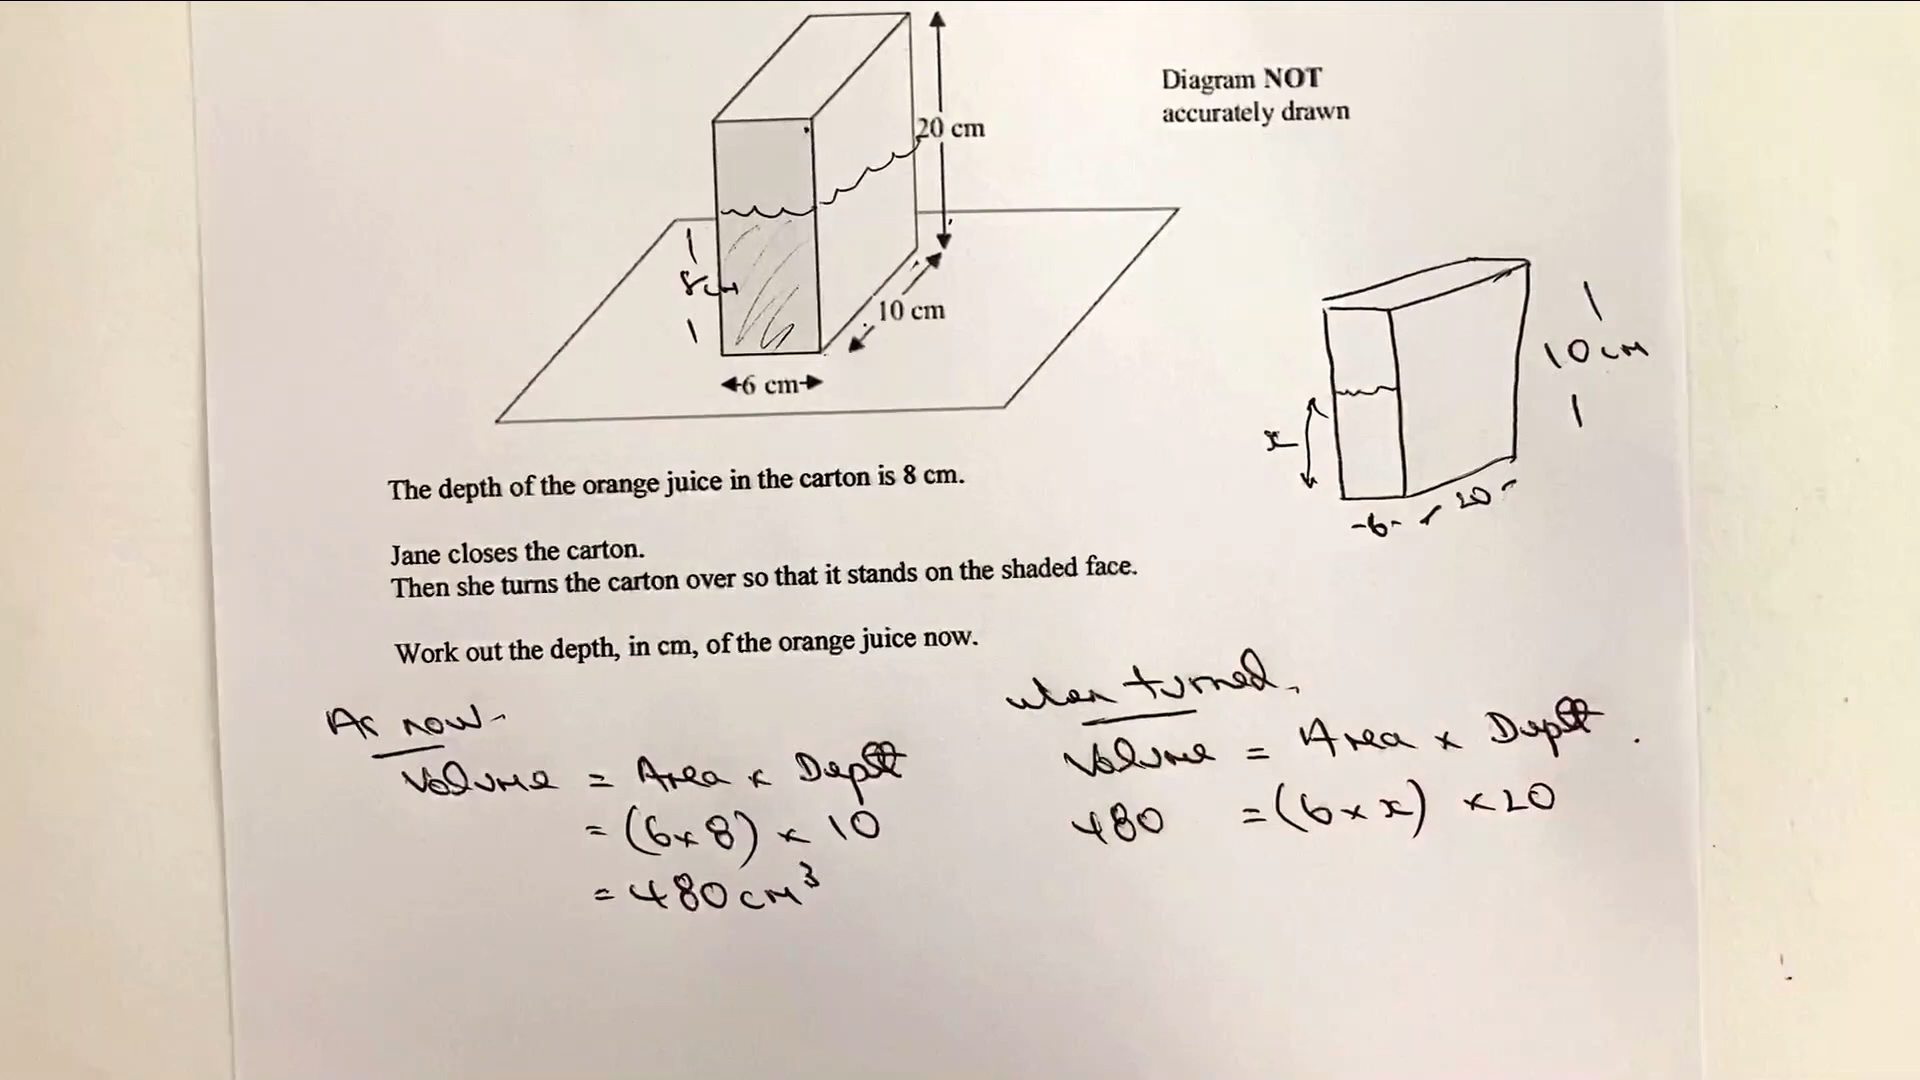 Diagram NOT
accurately drawn
20 cm
8cm
10 cm
6 cm
10cm
x
6
20
The depth of the orange juice in the carton is 8 cm.
Jane closes the carton.
Then she turns the carton over so that it stands on the shaded face.
Work out the depth, in cm, of the orange juice now.
As now
Volume = Area × Depth
= (6×8) × 10
= 480cm³
when turned.
Volume = Area × Depth.
480 = (6×x) ×20